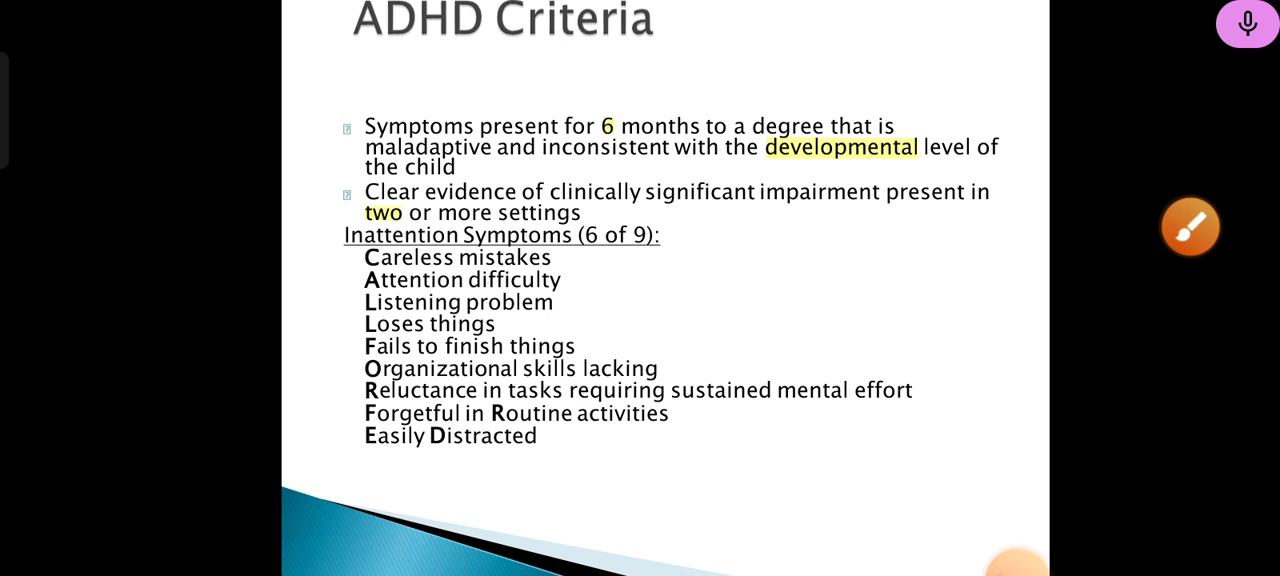 ADHD Criteria
Symptoms present for 6 months to a degree that is
maladaptive and inconsistent with the developmental level of
the child
Clear evidence of clinically significant impairment present in
two or more settings
Inattention Symptoms (6 of 9):
Careless mistakes
Attention difficulty
Listening problem
Loses things
Fails to finish things
Organizational skills lacking
Reluctance in tasks requiring sustained mental effort
Forgetful in Routine activities
Easily Distracted